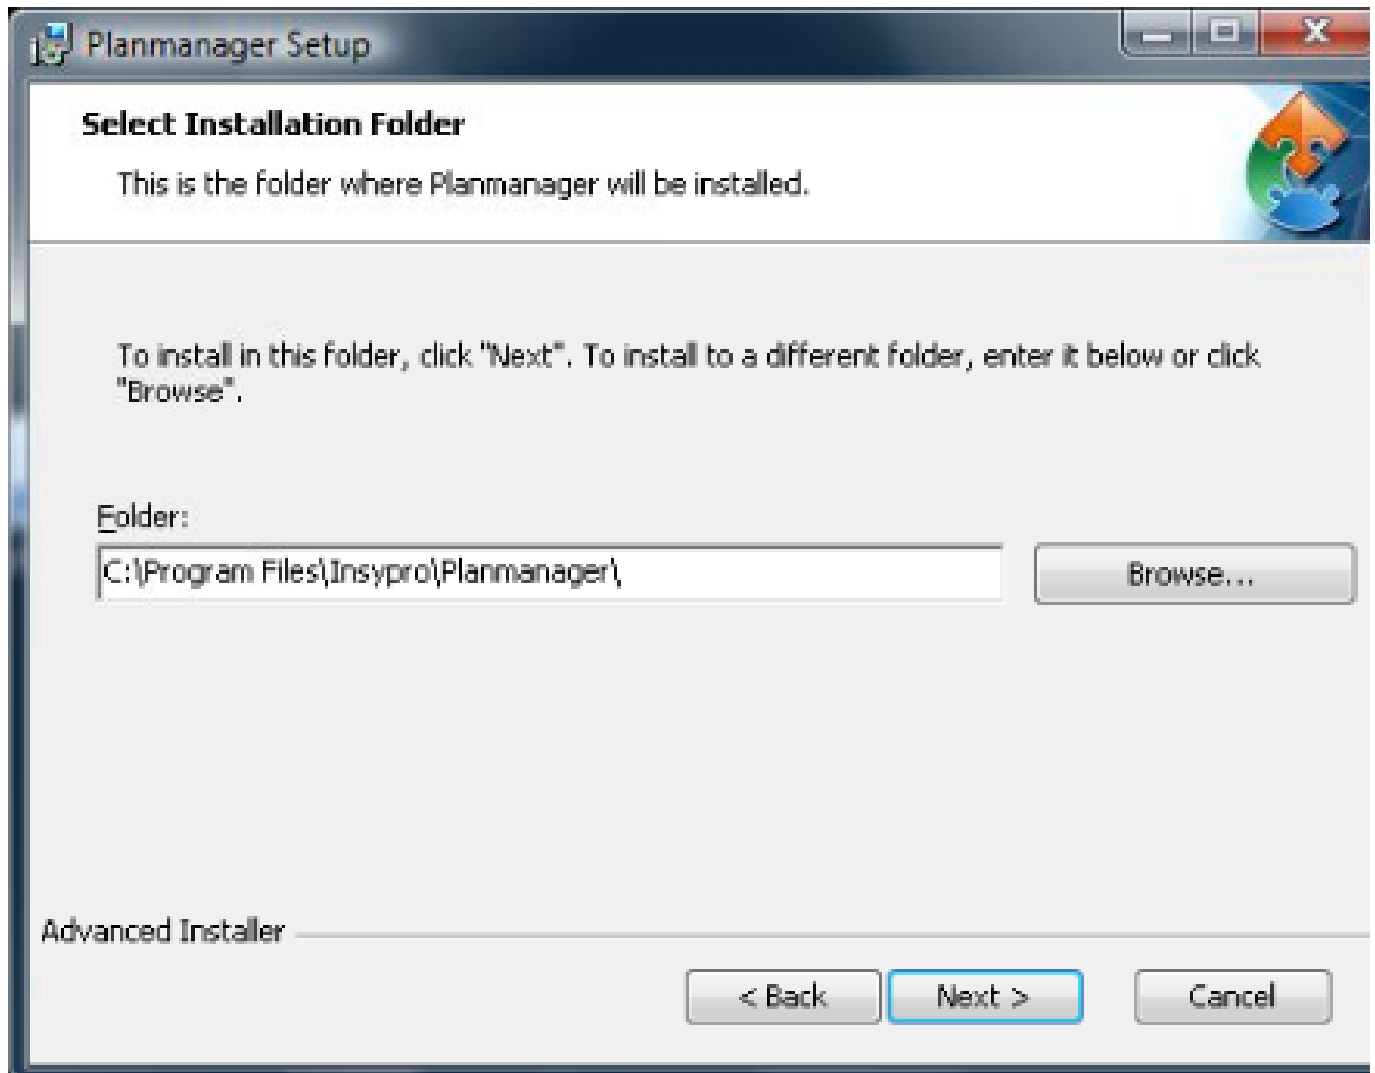 Planmanager Setup
Select Installation Folder
This is the folder where Planmanager will be installed.
To install in this folder, click "Next". To install to a different folder, enter it below or click
"Browse".
Folder:
C:\Program Files\Insypro\Planmanager\
Browse...
Advanced Installer
< Back
Next >
Cancel